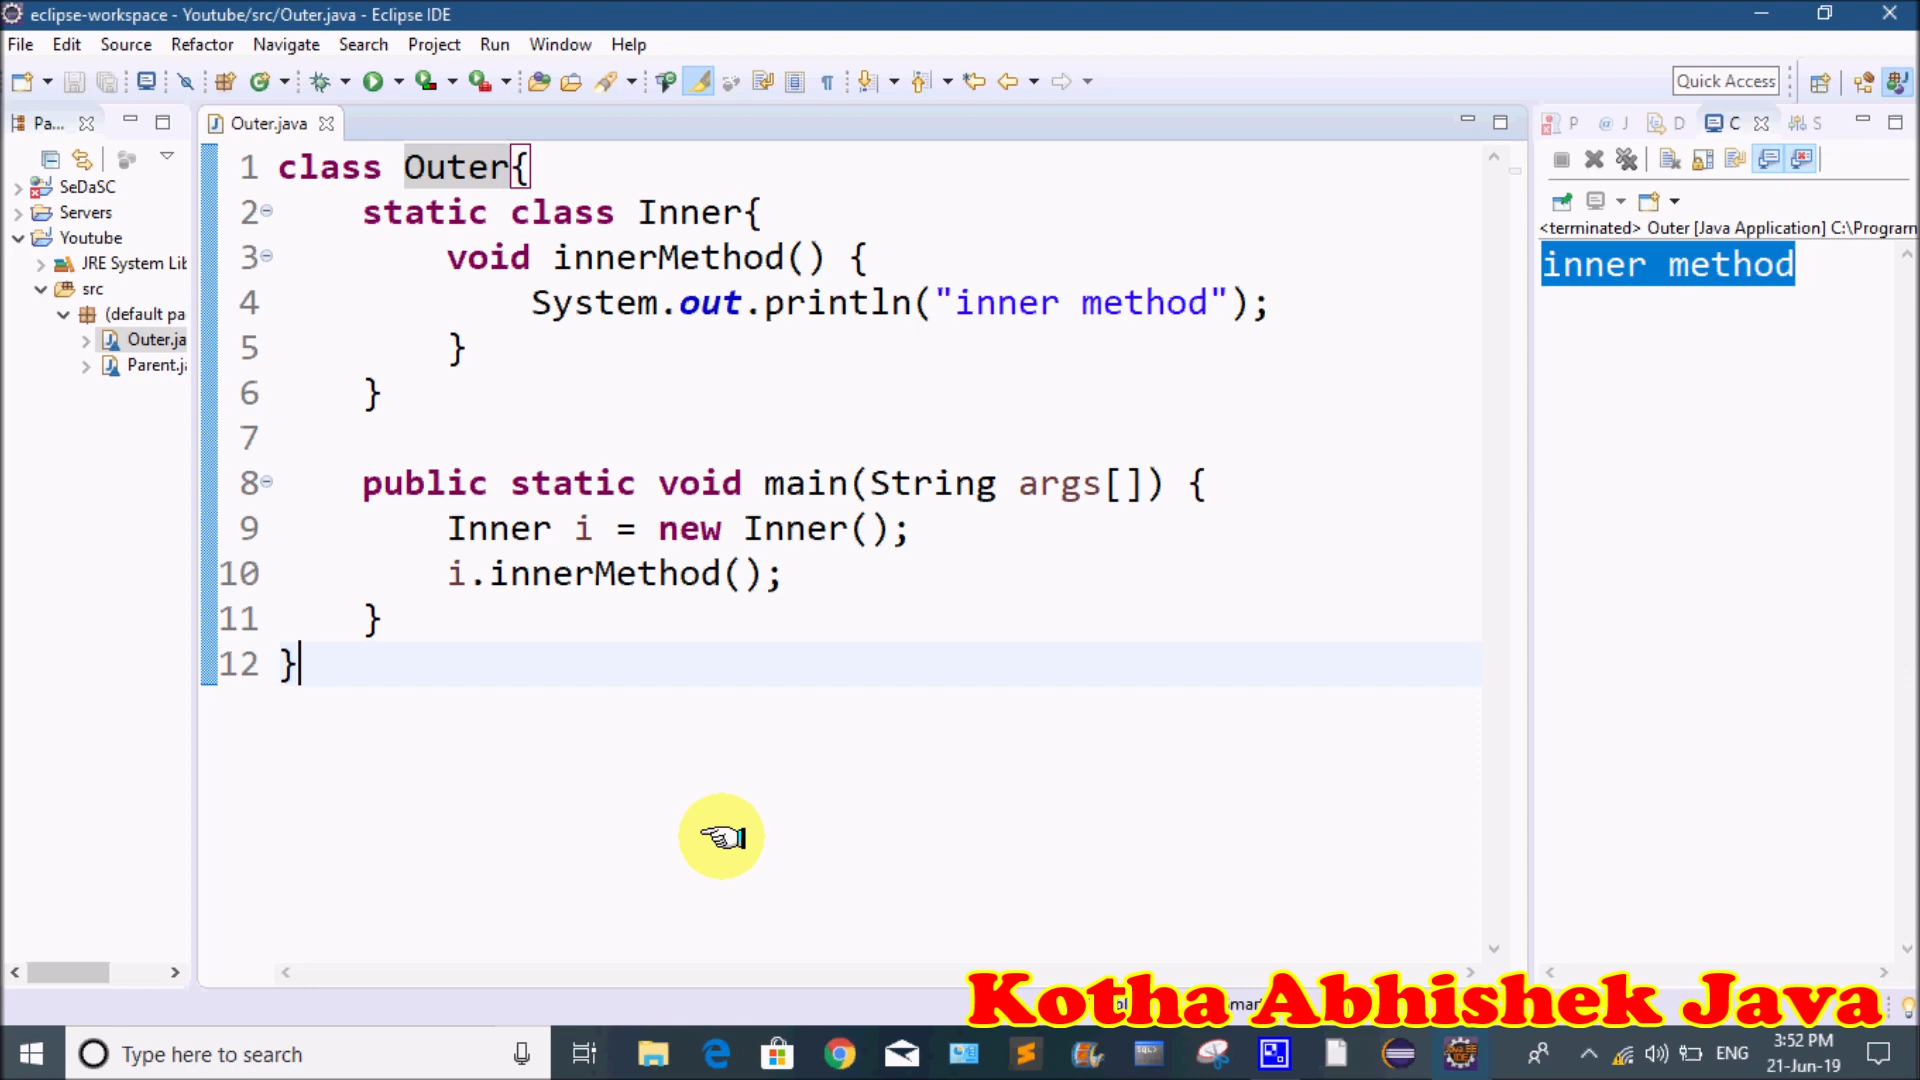 eclipse-workspace - Youtube/src/Outer.java - Eclipse IDE
File Edit Source Refactor Navigate Search Project Run Window Help
Quick Access
Pa...
Outer.java
P
J
D
C
S
SeDaSC
Servers
Youtube
JRE System Lib
src
(default pa
Outer.ja
Parent.j
1 class Outer{
2 static class Inner{
3 void innerMethod() {
4 System.out.println("inner method");
5 }
6 }
7
8 public static void main(String args[]) {
9 Inner i = new Inner();
10 i.innerMethod();
11 }
12 }
<terminated> Outer [Java Application] C:\Program
inner method
Kotha Abhishek Java
Type here to search
ENG
3:52 PM
21-Jun-19